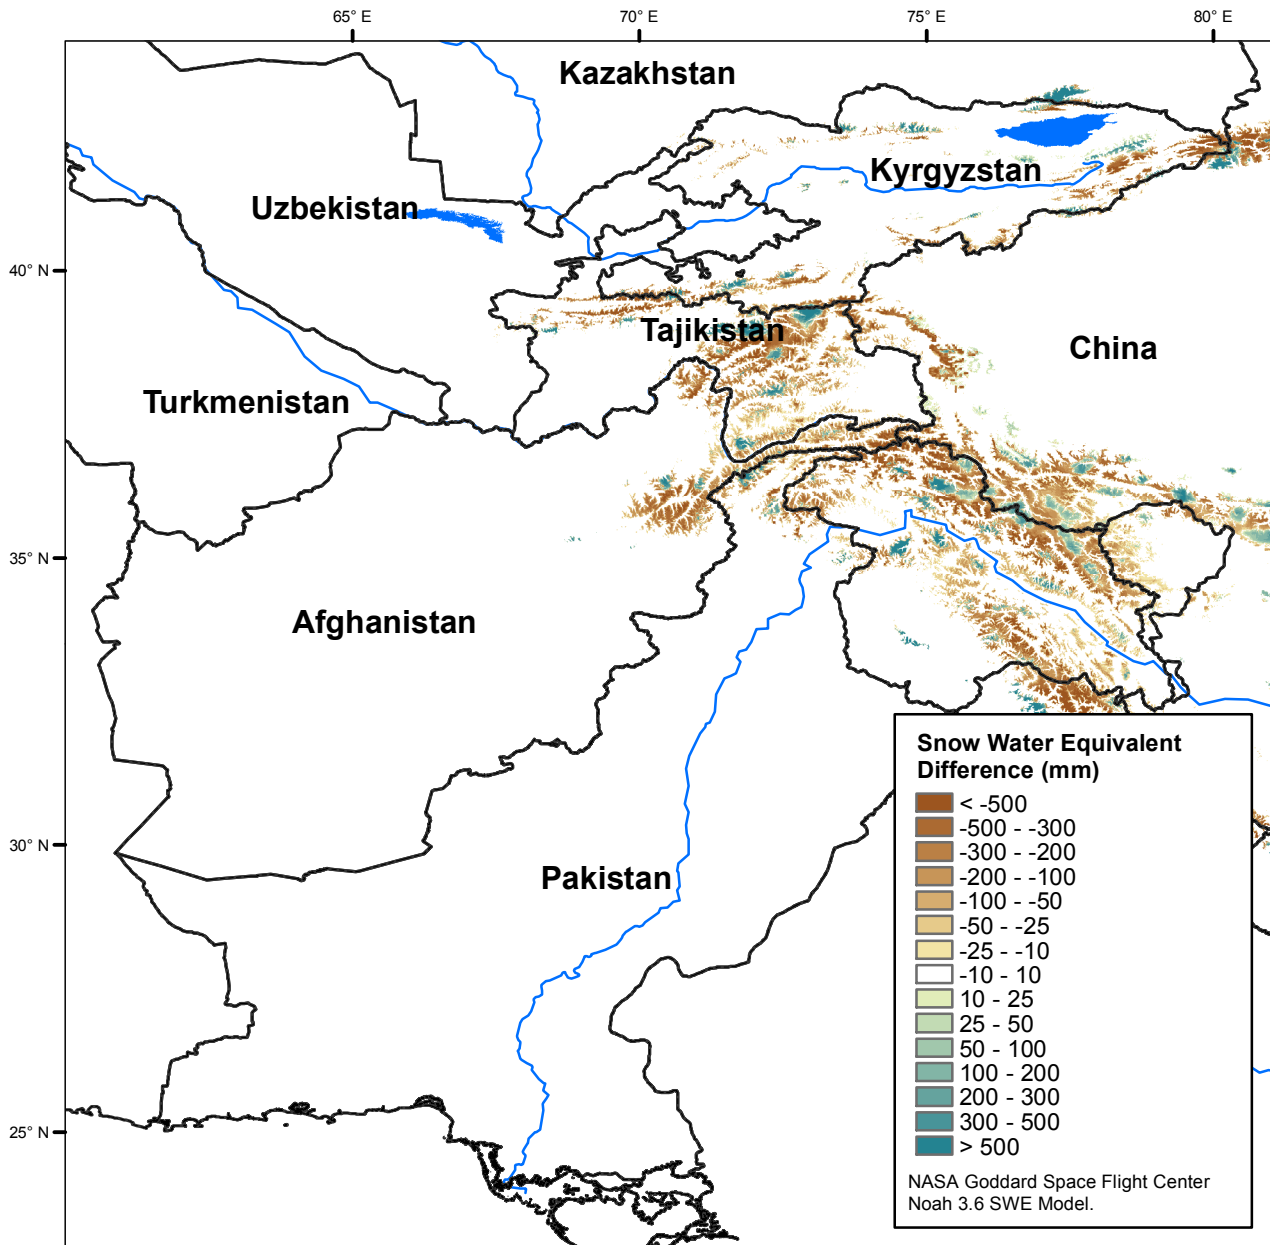 65° E
70° E
75° E
80° E
Kazakhstan
Kyrgyzstan
Uzbekistan
40° N
Tajikistan
China
Turkmenistan
35° N
Afghanistan
30° N
Pakistan
25° N
Snow Water Equivalent
Difference (mm)
< -500
-500 - -300
-300 - -200
-200 - -100
-100 - -50
-50 - -25
-25 - -10
-10 - 10
10 - 25
25 - 50
50 - 100
100 - 200
200 - 300
300 - 500
> 500
NASA Goddard Space Flight Center
Noah 3.6 SWE Model.